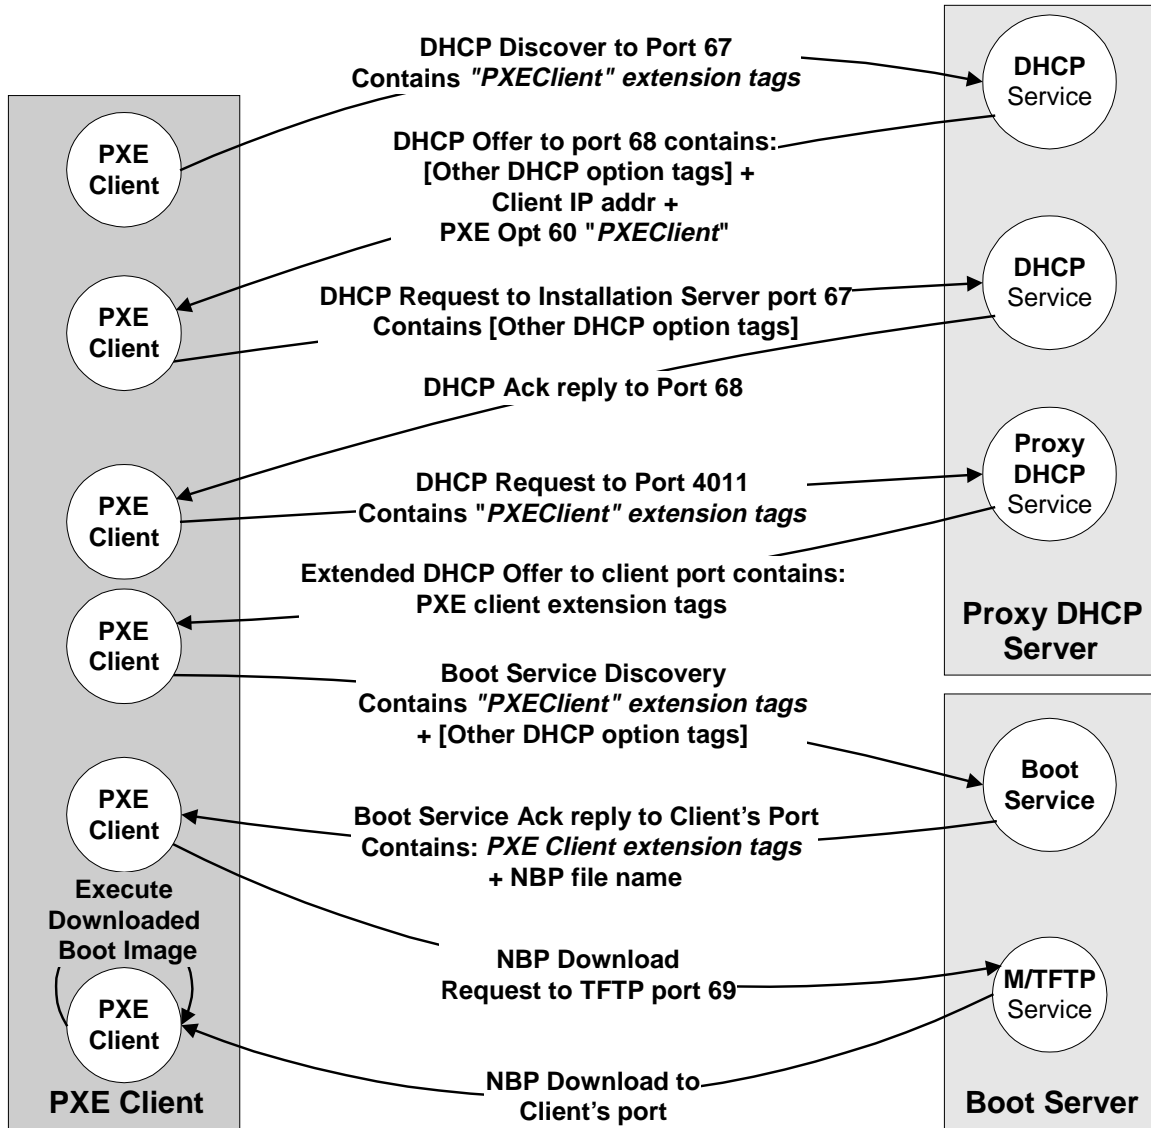 DHCP Discover to Port 67
Contains "PXEClient" extension tags
DHCP
Service
PXE
Client
DHCP Offer to port 68 contains:
[Other DHCP option tags] +
Client IP addr +
PXE Opt 60 "PXEClient"
DHCP
Service
PXE
Client
DHCP Request to Installation Server port 67
Contains [Other DHCP option tags]
DHCP Ack reply to Port 68
Proxy
DHCP
Service
PXE
Client
DHCP Request to Port 4011
Contains "PXEClient" extension tags
Extended DHCP Offer to client port contains:
PXE client extension tags
PXE
Client
Proxy DHCP
Server
Boot Service Discovery
Contains "PXEClient" extension tags
+ [Other DHCP option tags]
Boot
Service
PXE
Client
Boot Service Ack reply to Client’s Port
Contains: PXE Client extension tags
+ NBP file name
Execute
Downloaded
Boot Image
NBP Download
Request to TFTP port 69
M/TFTP
Service
PXE
Client
NBP Download to
Client’s port
PXE Client
Boot Server